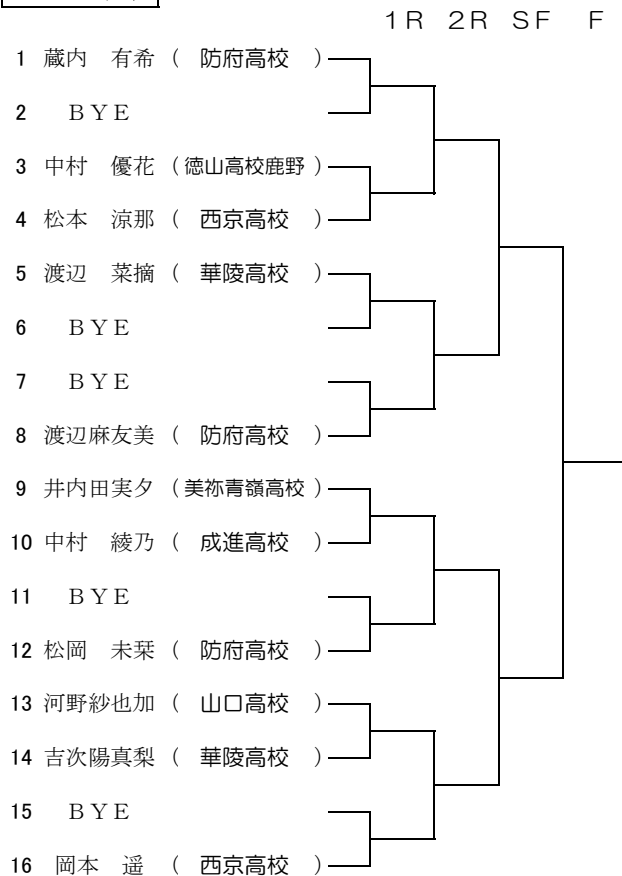 1R 2R SF F
1 蔵内 有希 ( 防府高校 )
2 BYE
3 中村 優花 ( 徳山高校鹿野 )
4 松本 涼那 ( 西京高校 )
5 渡辺 菜摘 ( 華陵高校 )
6 BYE
7 BYE
8 渡辺麻友美 ( 防府高校 )
9 井内田実夕 ( 美祢青嶺高校 )
10 中村 綾乃 ( 成進高校 )
11 BYE
12 松岡 未栞 ( 防府高校 )
13 河野紗也加 ( 山口高校 )
14 吉次陽真梨 ( 華陵高校 )
15 BYE
16 岡本 遥 ( 西京高校 )